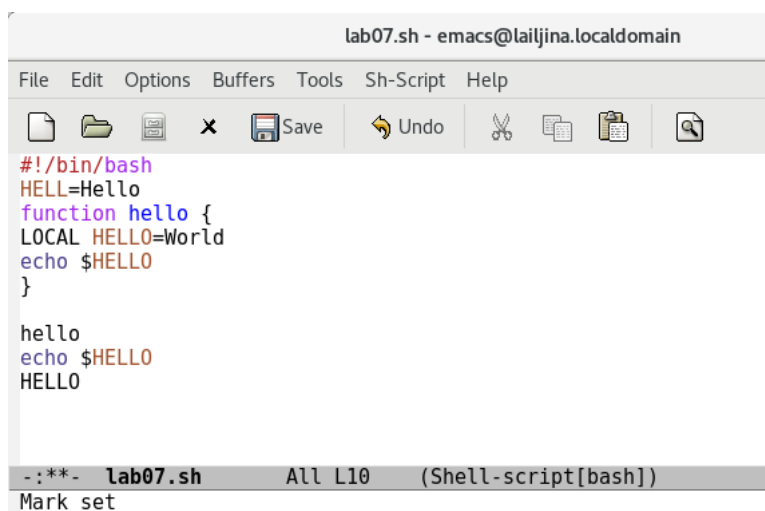 lab07.sh - emacs@lailjina.localdomain
File Edit Options Buffers Tools Sh-Script Help
Save Undo
#!/bin/bash
HELL=Hello
function hello {
LOCAL HELLO=World
echo $HELLO
}
hello
echo $HELLO
HELLO
-:**- lab07.sh All L10 (Shell-script[bash])
Mark set